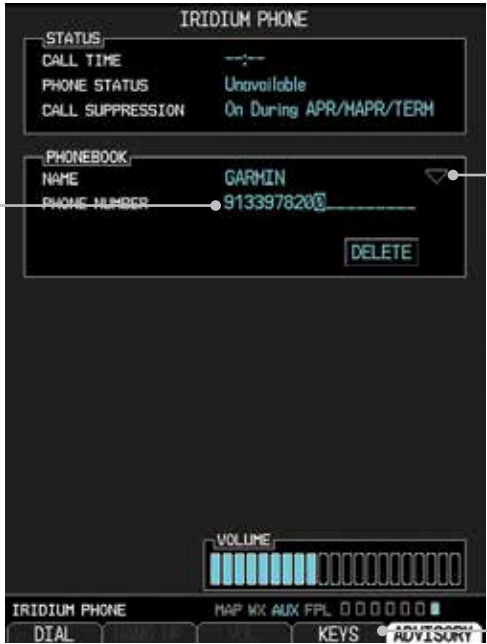 IRIDIUM PHONE
STATUS
CALL TIME --:--
PHONE STATUS Unavailable
CALL SUPPRESSION On During APR/MAPR/TERM
PHONEBOOK
NAME GARMIN
PHONE NUMBER 9133978200_________
DELETE
VOLUME
IRIDIUM PHONE MAP WX AUX FPL
DIAL KEYS ADVISORY